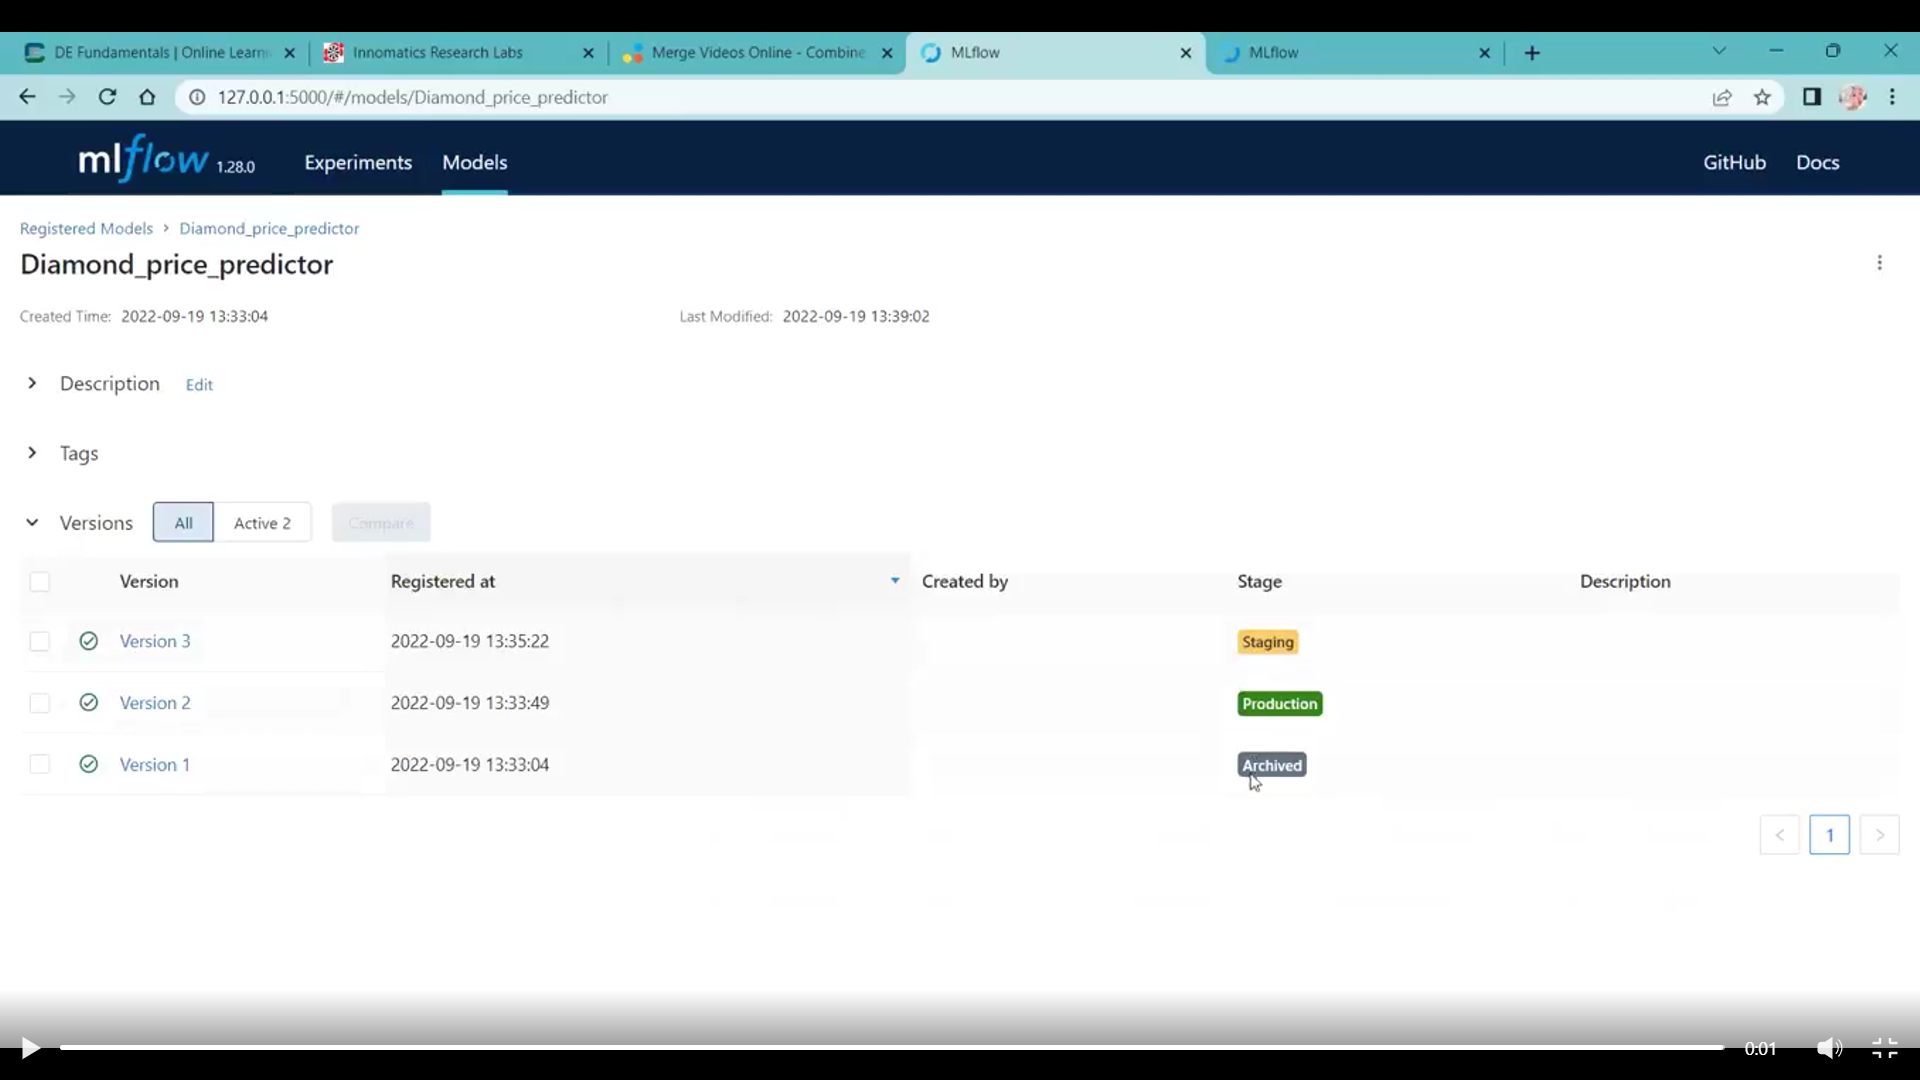 DE Fundamentals | Online Learn
Innomatics Research Labs
Merge Videos Online - Combine
MLflow
MLflow
127.0.0.1:5000/#/models/Diamond_price_predictor
mlflow 1.28.0 Experiments Models GitHub Docs
Registered Models > Diamond_price_predictor
Diamond_price_predictor
Created Time: 2022-09-19 13:33:04 Last Modified: 2022-09-19 13:39:02
Description Edit
Tags
Versions All Active 2 Compare
Version Registered at Created by Stage Description
Version 3 2022-09-19 13:35:22 Staging
Version 2 2022-09-19 13:33:49 Production
Version 1 2022-09-19 13:33:04 Archived
< 1 >
0:01